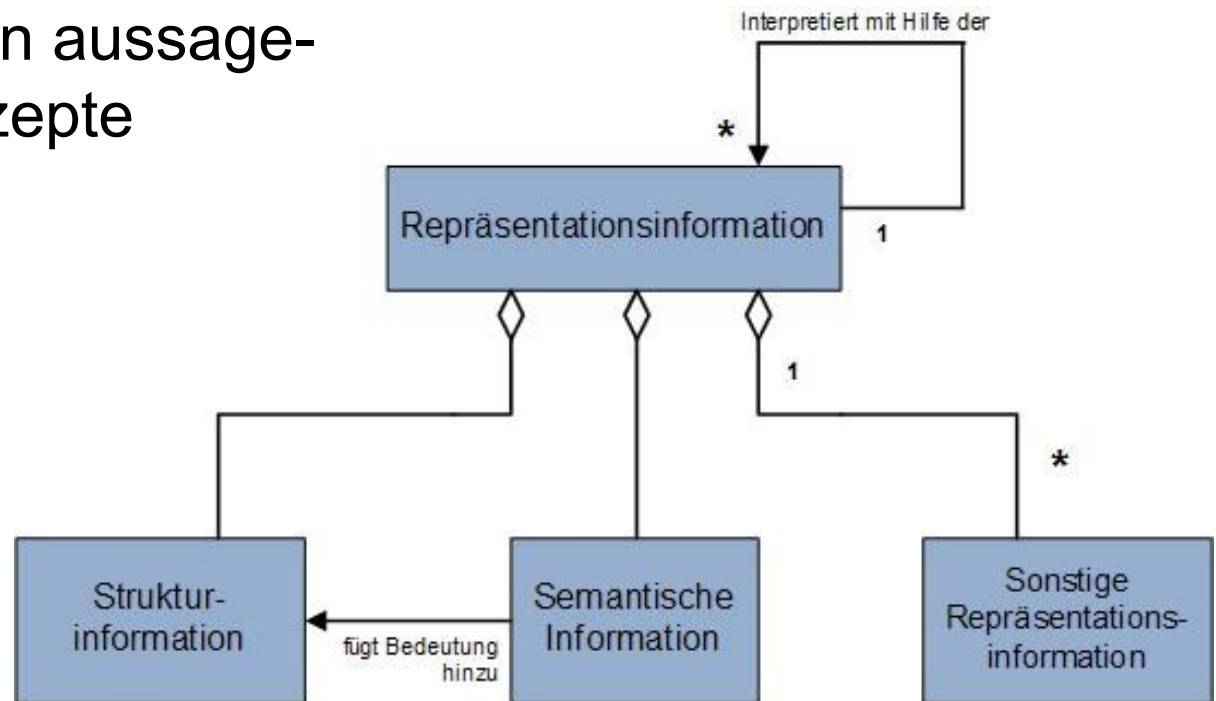 n aussage-
zepte
Interpretiert mit Hilfe der
*
Repräsentationsinformation
1
1
*
Struktur-
information
fügt Bedeutung
hinzu
Semantische
Information
Sonstige
Repräsentations-
information